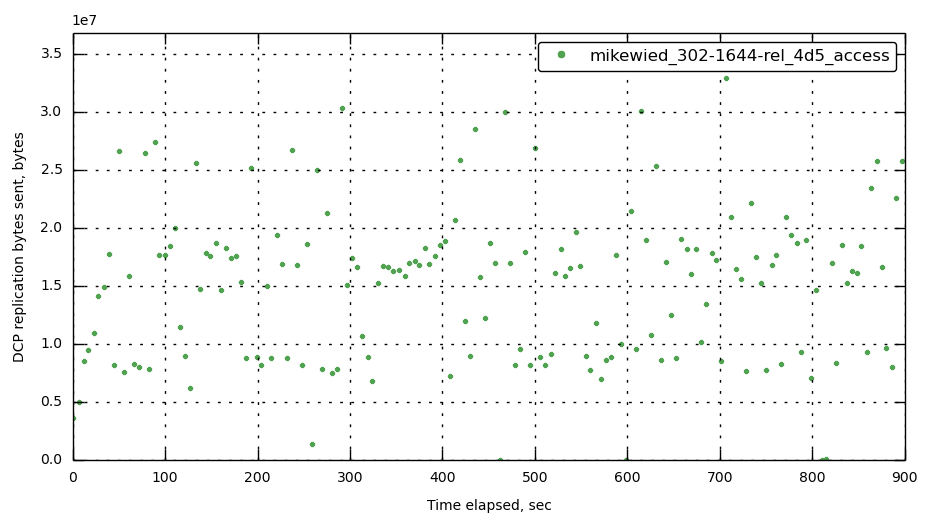 1e7
mikewied_302-1644-rel_4d5_access
DCP replication bytes sent, bytes
3.5
3.0
2.5
2.0
1.5
1.0
0.5
0.0
0 100 200 300 400 500 600 700 800 900
Time elapsed, sec